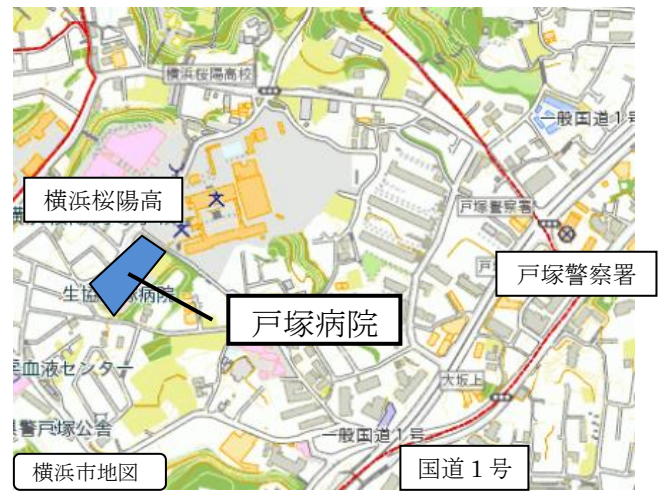 横浜桜陽高校
一般国道1号
横浜桜陽高
戸塚警察署
戸塚警察署
生協戸塚病院
戸塚病院
血液センター
大坂上
警戸塚公舎
一般国道1号
横浜市地図
国道１号